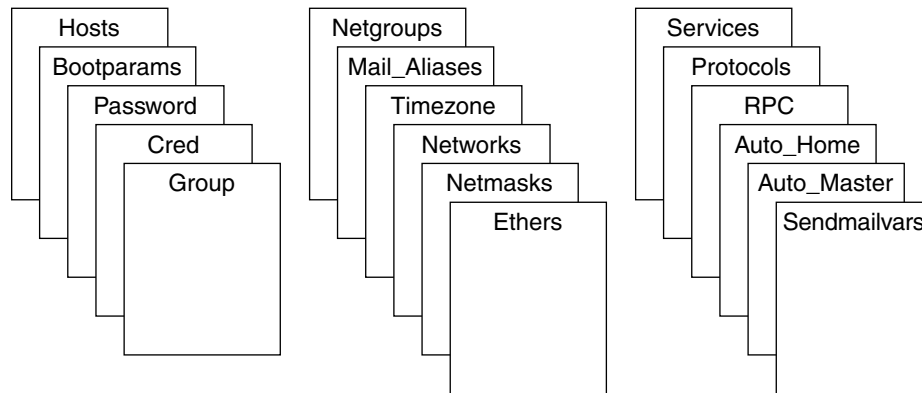 Hosts
Bootparams
Password
Cred
Group
Netgroups
Mail_Aliases
Timezone
Networks
Netmasks
Ethers
Services
Protocols
RPC
Auto_Home
Auto_Master
Sendmailvars